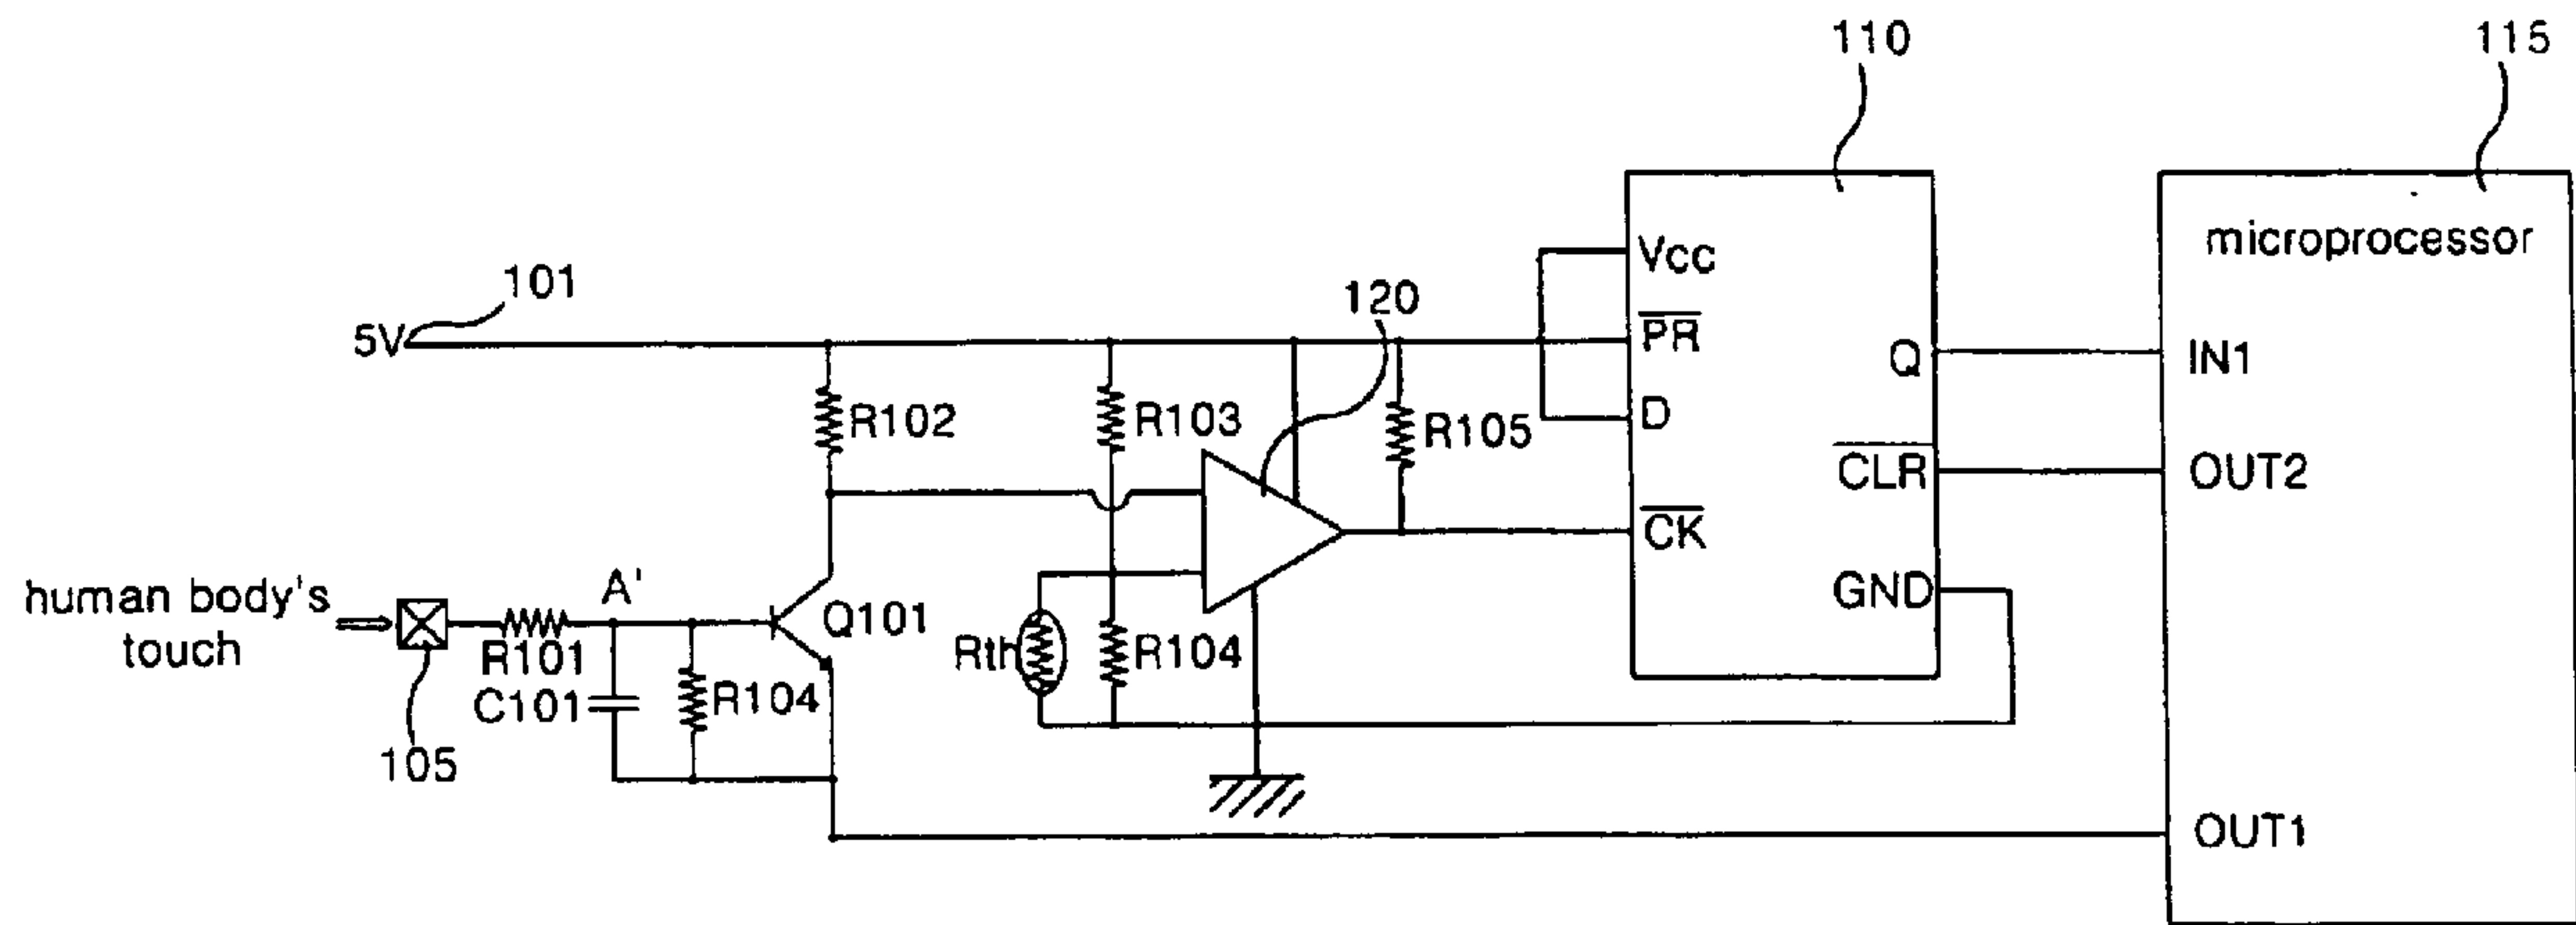 110
115
microprocessor
101
5V
120
Vcc
PR
D
CK
Q
CLR
GND
IN1
OUT2
OUT1
R102
R103
R105
human body's
touch
A'
Q101
R101
C101
R104
Rth
R104
105